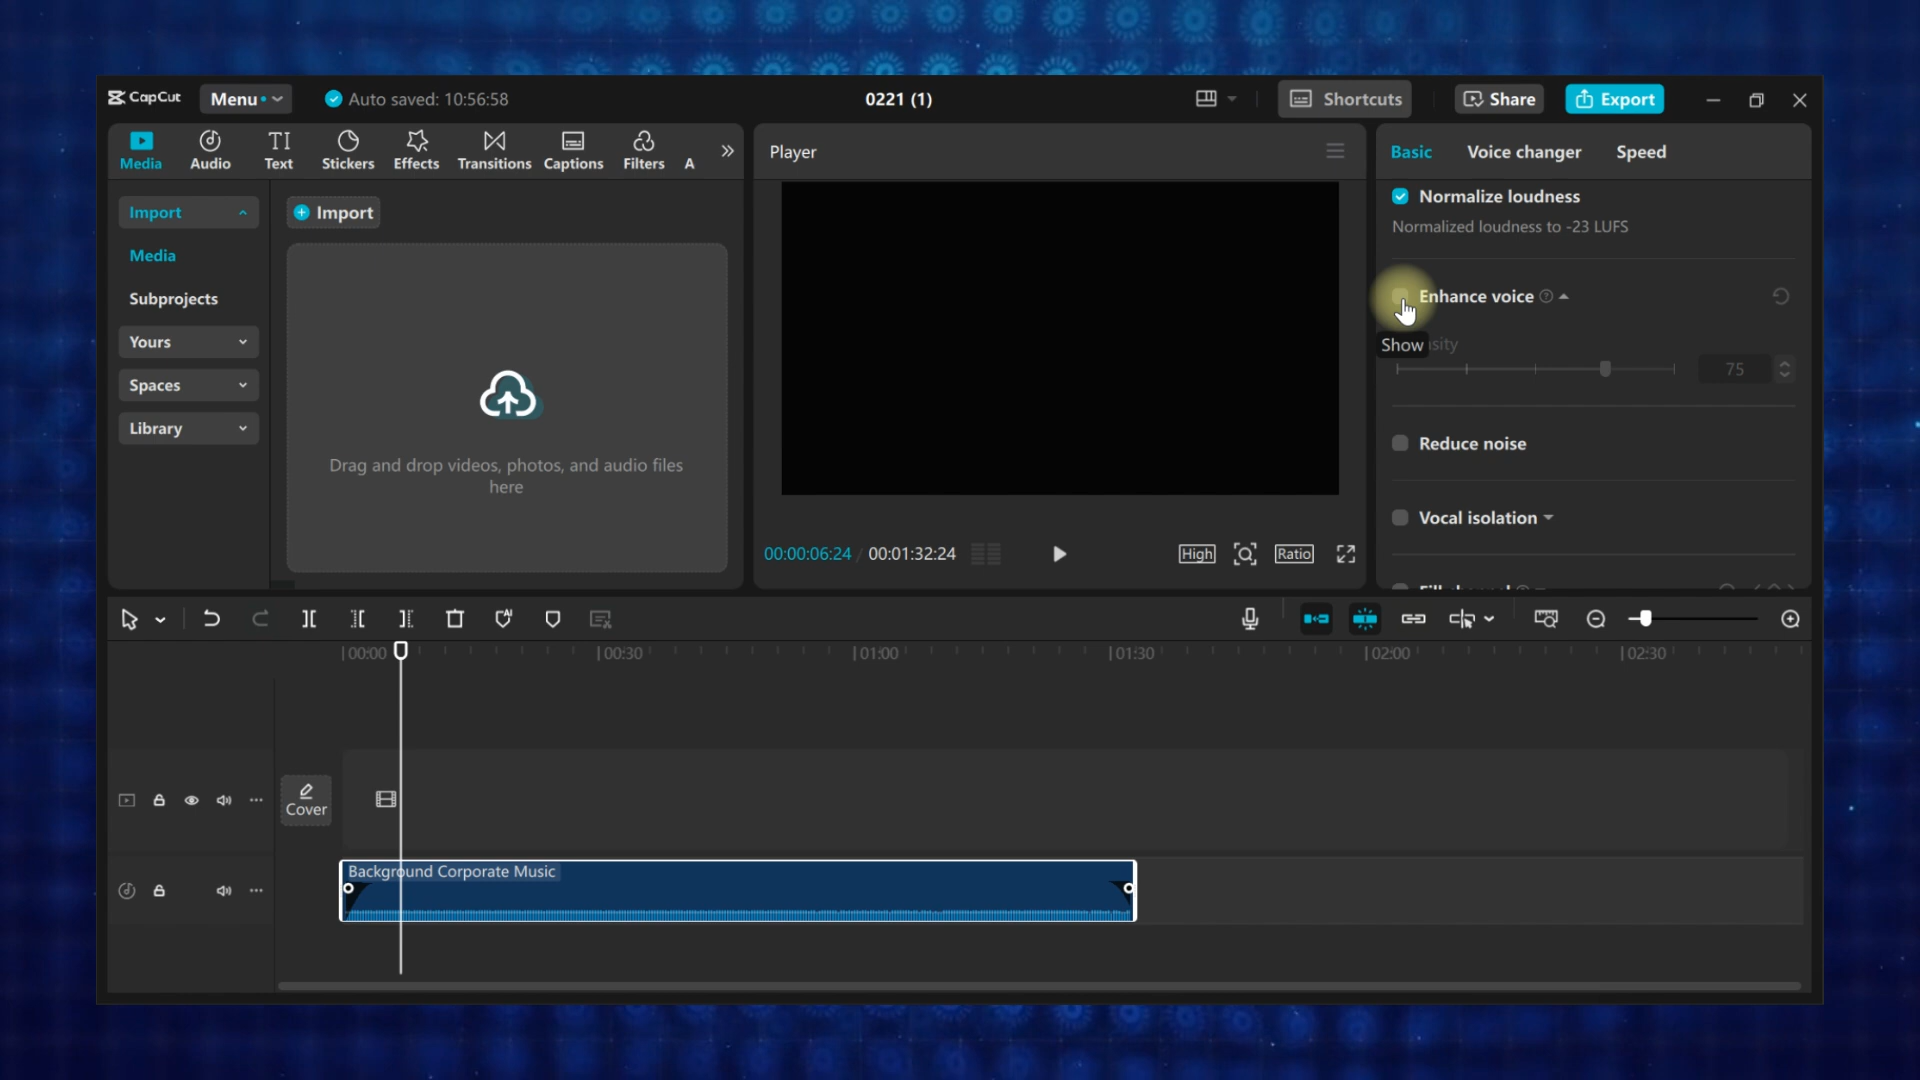 CapCut
Menu
Auto saved: 10:56:58
0221 (1)
Shortcuts
Share
Export
Media
Audio
Text
Stickers
Effects
Transitions
Captions
Filters
A
Import
Media
Subprojects
Yours
Spaces
Library
Import
Drag and drop videos, photos, and audio files
here
Player
00:00:06:24 / 00:01:32:24
High
Ratio
Basic
Voice changer
Speed
Normalize loudness
Normalized loudness to -23 LUFS
Enhance voice
Show
75
Reduce noise
Vocal isolation
00:00
00:30
01:00
01:30
02:00
02:30
Cover
Background Corporate Music